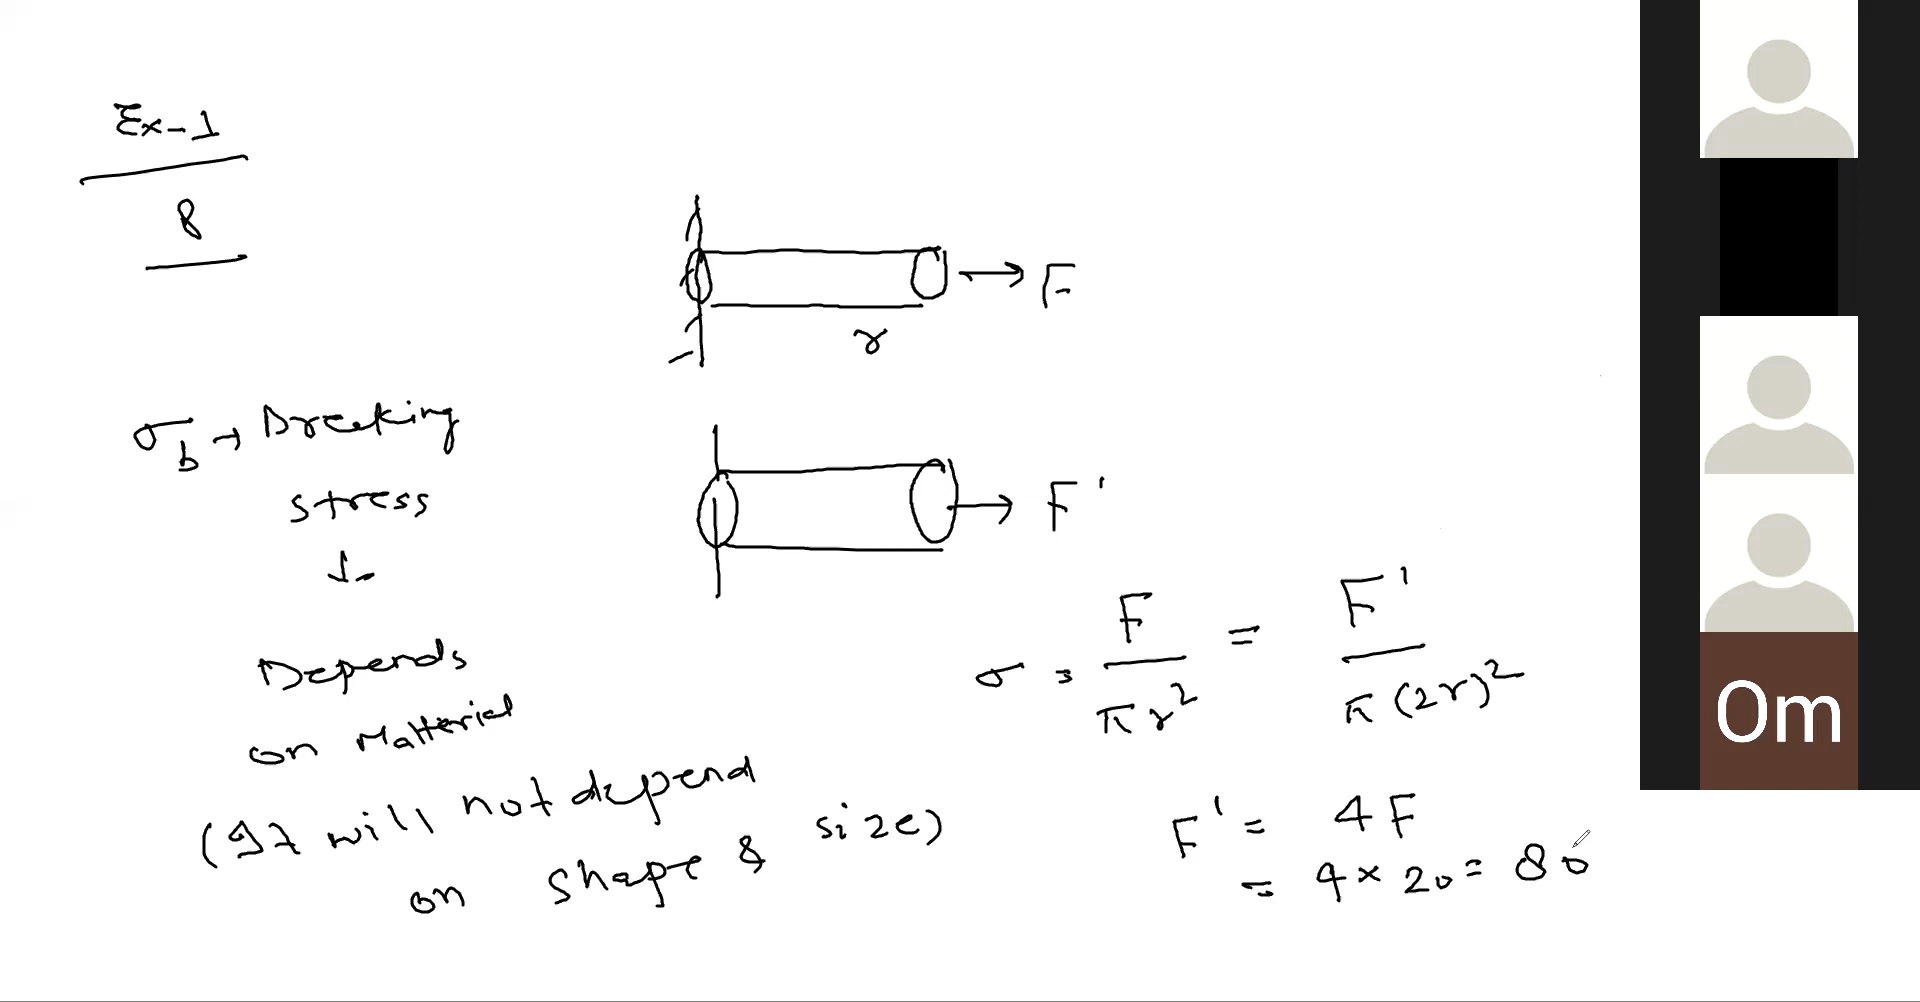 Ex-1
8
F
r
σb → Breaking
stress
F'
↓
Depends
on Matterial
(It will not depend
on shape & size)
σ = F/πr² = F'/π(2r)²
F' = 4F
= 4 × 20 = 80
Om